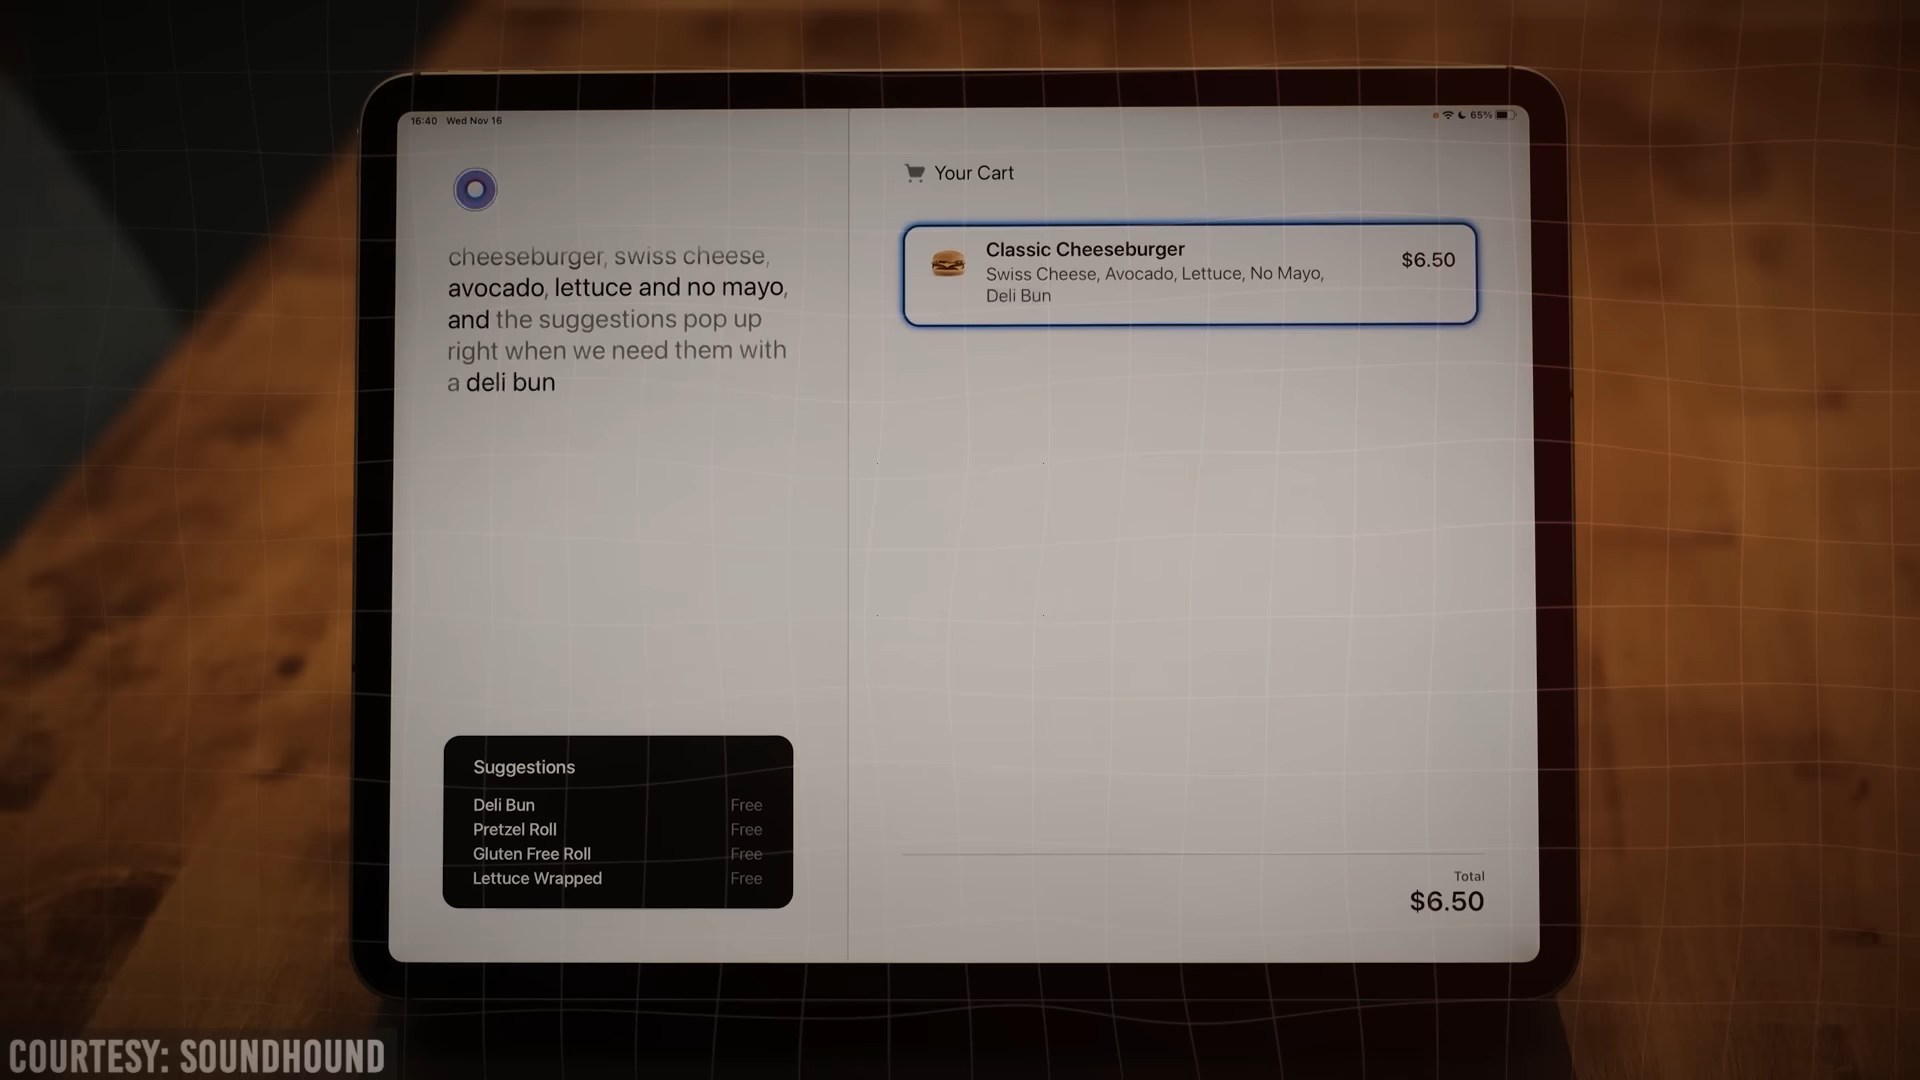 16:40 Wed Nov 16
65%
cheeseburger, swiss cheese,
avocado, lettuce and no mayo,
and the suggestions pop up
right when we need them with
a deli bun
Suggestions
Deli Bun Free
Pretzel Roll Free
Gluten Free Roll Free
Lettuce Wrapped Free
Your Cart
Classic Cheeseburger $6.50
Swiss Cheese, Avocado, Lettuce, No Mayo,
Deli Bun
Total
$6.50
COURTESY: SOUNDHOUND